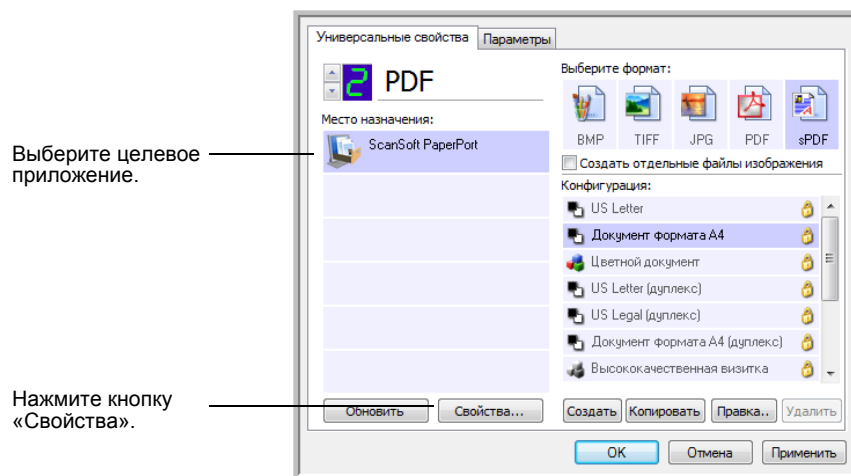 Универсальные свойства
Параметры
2
PDF
Место назначения:
ScanSoft PaperPort
Выберите целевое
приложение.
Нажмите кнопку
«Свойства».
Обновить
Свойства...
Выберите формат:
BMP
TIFF
JPG
PDF
sPDF
Создать отдельные файлы изображения
Конфигурация:
US Letter
Документ формата A4
Цветной документ
US Letter (дуплекс)
US Legal (дуплекс)
Документ формата A4 (дуплекс)
Высококачественная визитка
Создать
Копировать
Правка..
Удалить
OK
Отмена
Применить